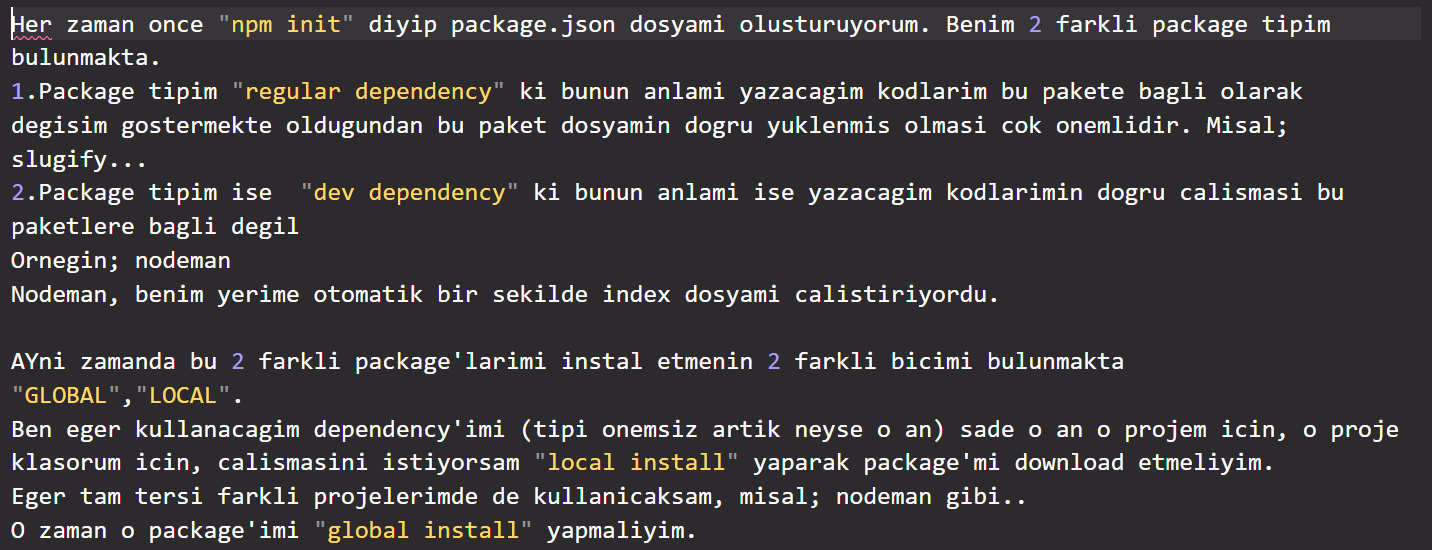 Her zaman once "npm init" diyip package.json dosyami olusturuyorum. Benim 2 farkli package tipim
bulunmakta.
1.Package tipim "regular dependency" ki bunun anlami yazacagim kodlarim bu pakete bagli olarak
degisim gostermekte oldugundan bu paket dosyamin dogru yuklenmis olmasi cok onemlidir. Misal;
slugify...
2.Package tipim ise  "dev dependency" ki bunun anlami ise yazacagim kodlarimin dogru calismasi bu
paketlere bagli degil
Ornegin; nodeman
Nodeman, benim yerime otomatik bir sekilde index dosyami calistiriyordu.

AYni zamanda bu 2 farkli package'larimi instal etmenin 2 farkli bicimi bulunmakta
"GLOBAL","LOCAL".
Ben eger kullanacagim dependency'imi (tipi onemsiz artik neyse o an) sade o an o projem icin, o proje
klasorum icin, calismasini istiyorsam "local install" yaparak package'mi download etmeliyim.
Eger tam tersi farkli projelerimde de kullanicaksam, misal; nodeman gibi..
O zaman o package'imi "global install" yapmaliyim.